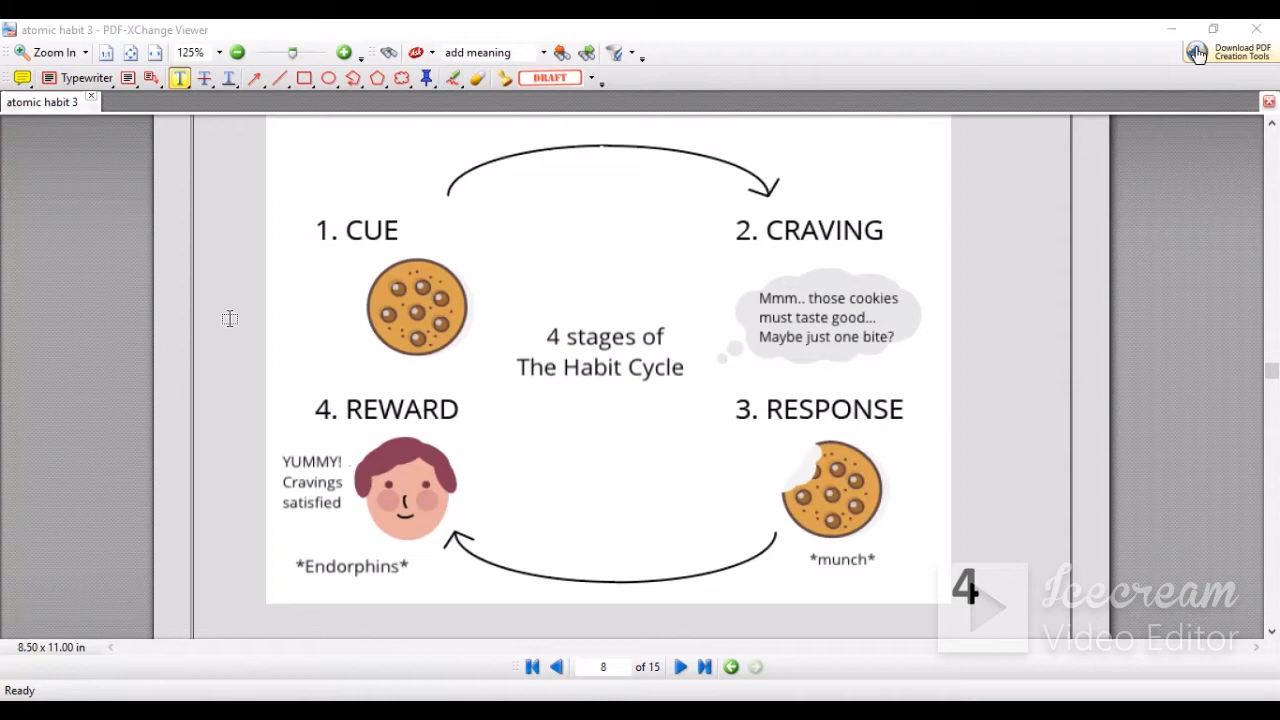 atomic habit 3 - PDF-XChange Viewer
Zoom In
125%
add meaning
Download PDF
Creation Tools
Typewriter
DRAFT
atomic habit 3
1. CUE
2. CRAVING
Mmm.. those cookies
must taste good...
Maybe just one bite?
4 stages of
The Habit Cycle
4. REWARD
3. RESPONSE
YUMMY!
Cravings
satisfied
*Endorphins*
*munch*
4
Icecream
Video Editor
8.50 x 11.00 in
8
of 15
Ready